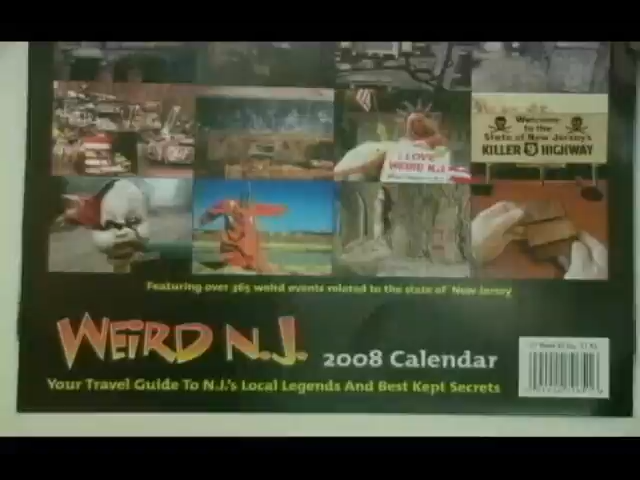 Welcome
to the
State of New Jersey's
KILLER 9 HIGHWAY
I LOVE
WEIRD N.J.
Featuring over 365 weird events related to the state of New Jersey
WEIRD N.J.
2008 Calendar
Your Travel Guide To N.J.'s Local Legends And Best Kept Secrets